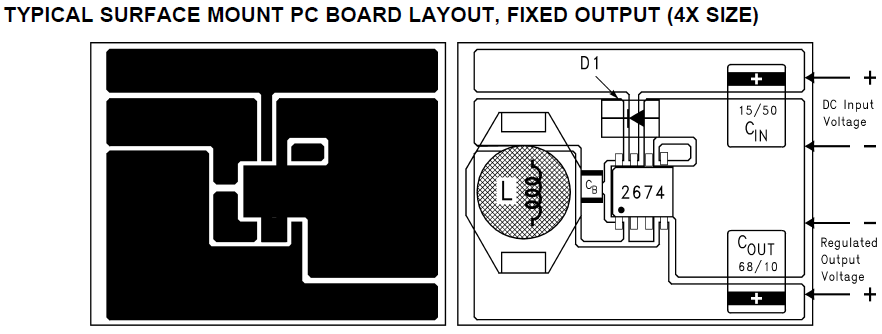 TYPICAL SURFACE MOUNT PC BOARD LAYOUT, FIXED OUTPUT (4X SIZE)
D1
+
+
15/50
CIN
DC Input
Voltage
−
L
CB
2674
−
COUT
68/10
Regulated
Output
Voltage
+
+